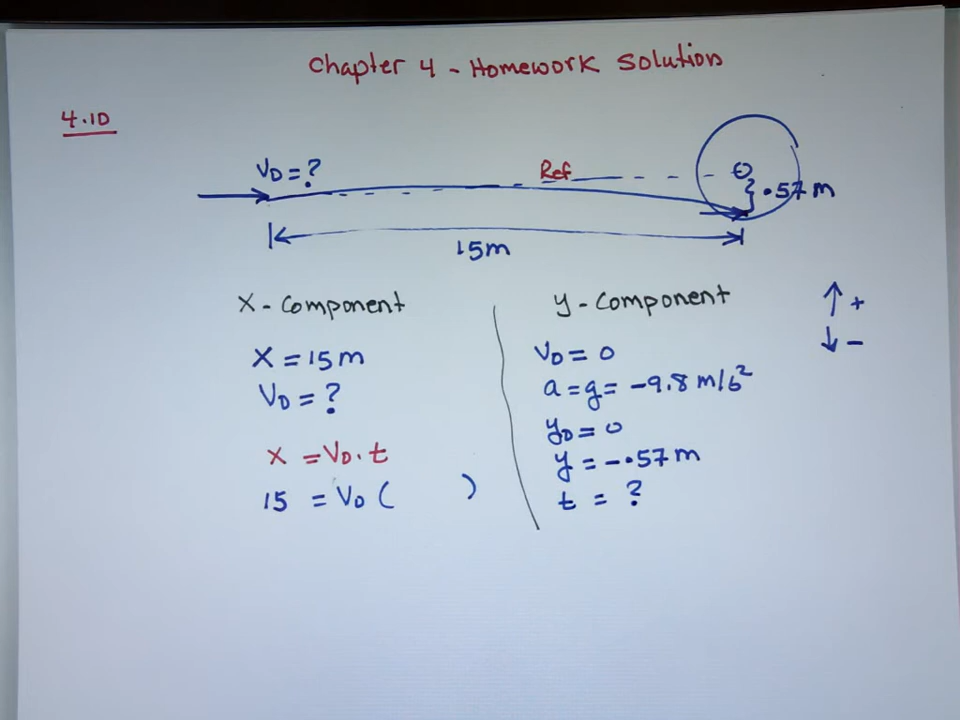 Chapter 4 - Homework Solution
4.10
V0 = ?
Ref
.57 m
15m
X - Component
y - Component
↑ +
↓ -
X = 15 m
V0 = ?
X = V0 . t
15 = V0 ( )
V0 = 0
a = g = -9.8 m/s²
y0 = 0
y = -.57 m
t = ?